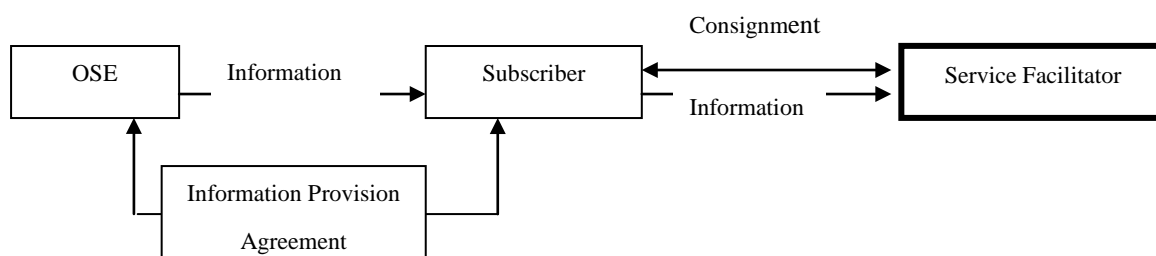 Consignment
OSE
Information
Subscriber
Service Facilitator
Information
Information Provision
Agreement